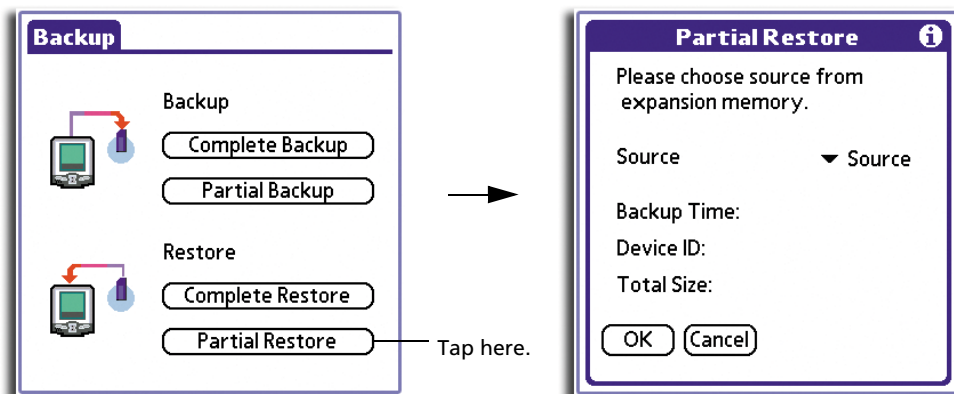 Backup
Backup
Complete Backup
Partial Backup
Restore
Complete Restore
Partial Restore
Tap here.
Partial Restore
Please choose source from
expansion memory.
Source Source
Backup Time:
Device ID:
Total Size:
OK Cancel